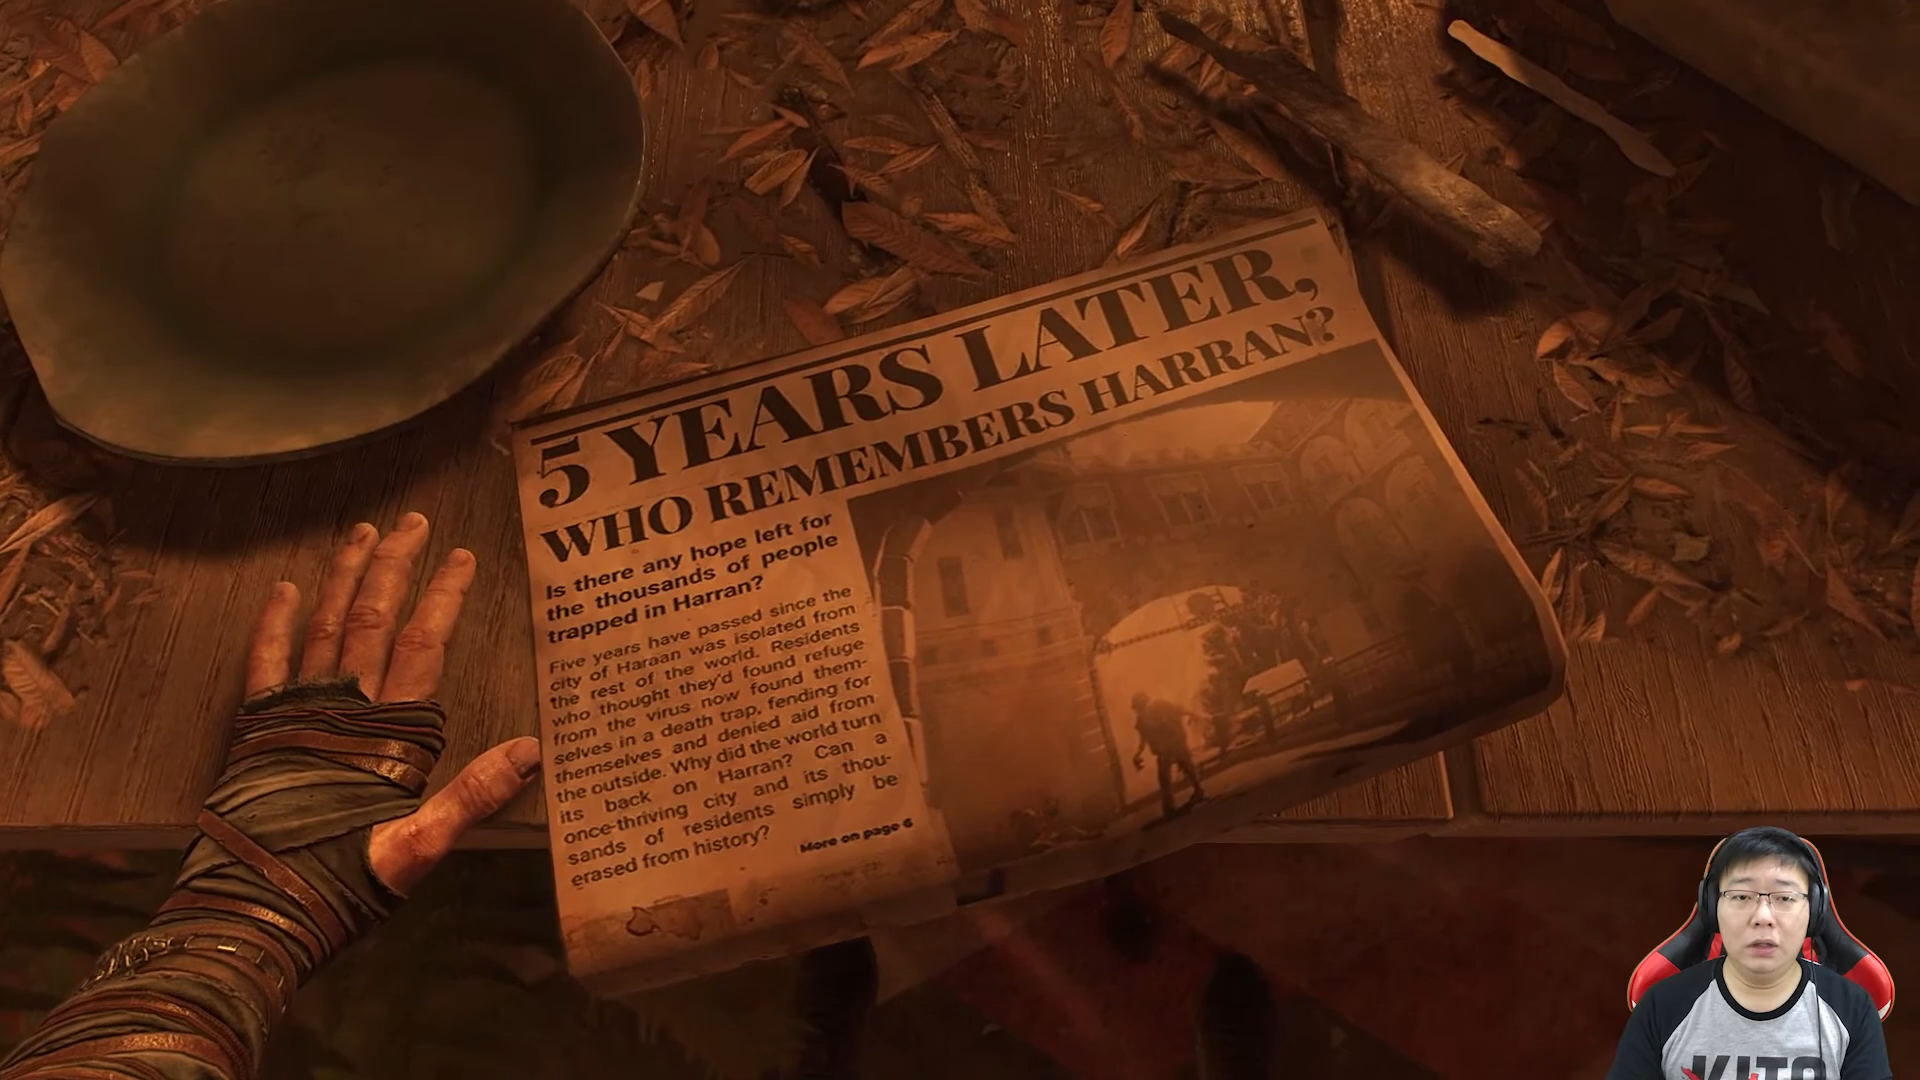 5 YEARS LATER,
WHO REMEMBERS HARRAN?
Is there any hope left for
the thousands of people
trapped in Harran?
Five years have passed since the
city of Haraan was isolated from
the rest of the world. Residents
who thought they'd found refuge
from the virus now found them-
selves in a death trap, fending for
themselves and denied aid from
the outside. Why did the world turn
its back on Harran? Can a
once-thriving city and its thou-
sands of residents simply be
erased from history?
More on page 6
KITO